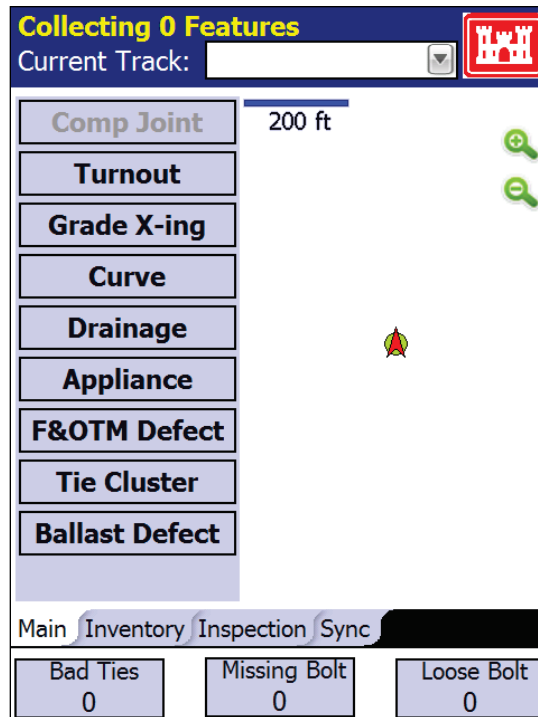 Collecting 0 Features
Current Track:
Comp Joint
200 ft
Turnout
Grade X-ing
Curve
Drainage
Appliance
F&OTM Defect
Tie Cluster
Ballast Defect
Main Inventory Inspection Sync
Bad Ties Missing Bolt Loose Bolt
0 0 0